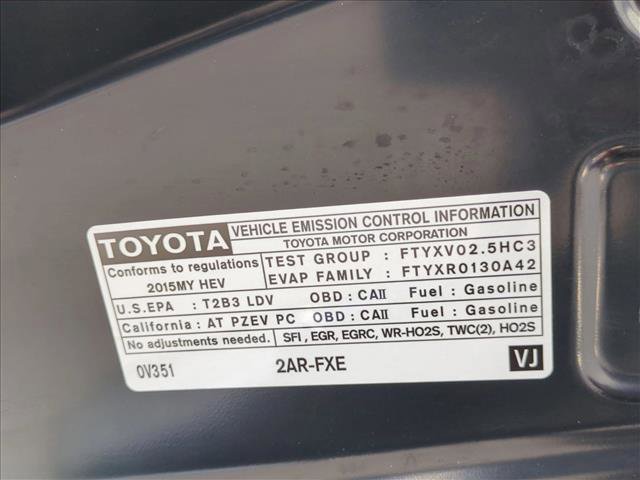 TOYOTA VEHICLE EMISSION CONTROL INFORMATION
TOYOTA MOTOR CORPORATION
Conforms to regulations TEST GROUP : FTYXV02.5HC3
2015MY HEV EVAP FAMILY : FTYXR0130A42
U.S.EPA : T2B3 LDV OBD : CAⅡ Fuel : Gasoline
California : AT PZEV PC OBD : CAⅡ Fuel : Gasoline
No adjustments needed. SFI , EGR, EGRC, WR-HO2S, TWC(2), HO2S
0V351 2AR-FXE VJ